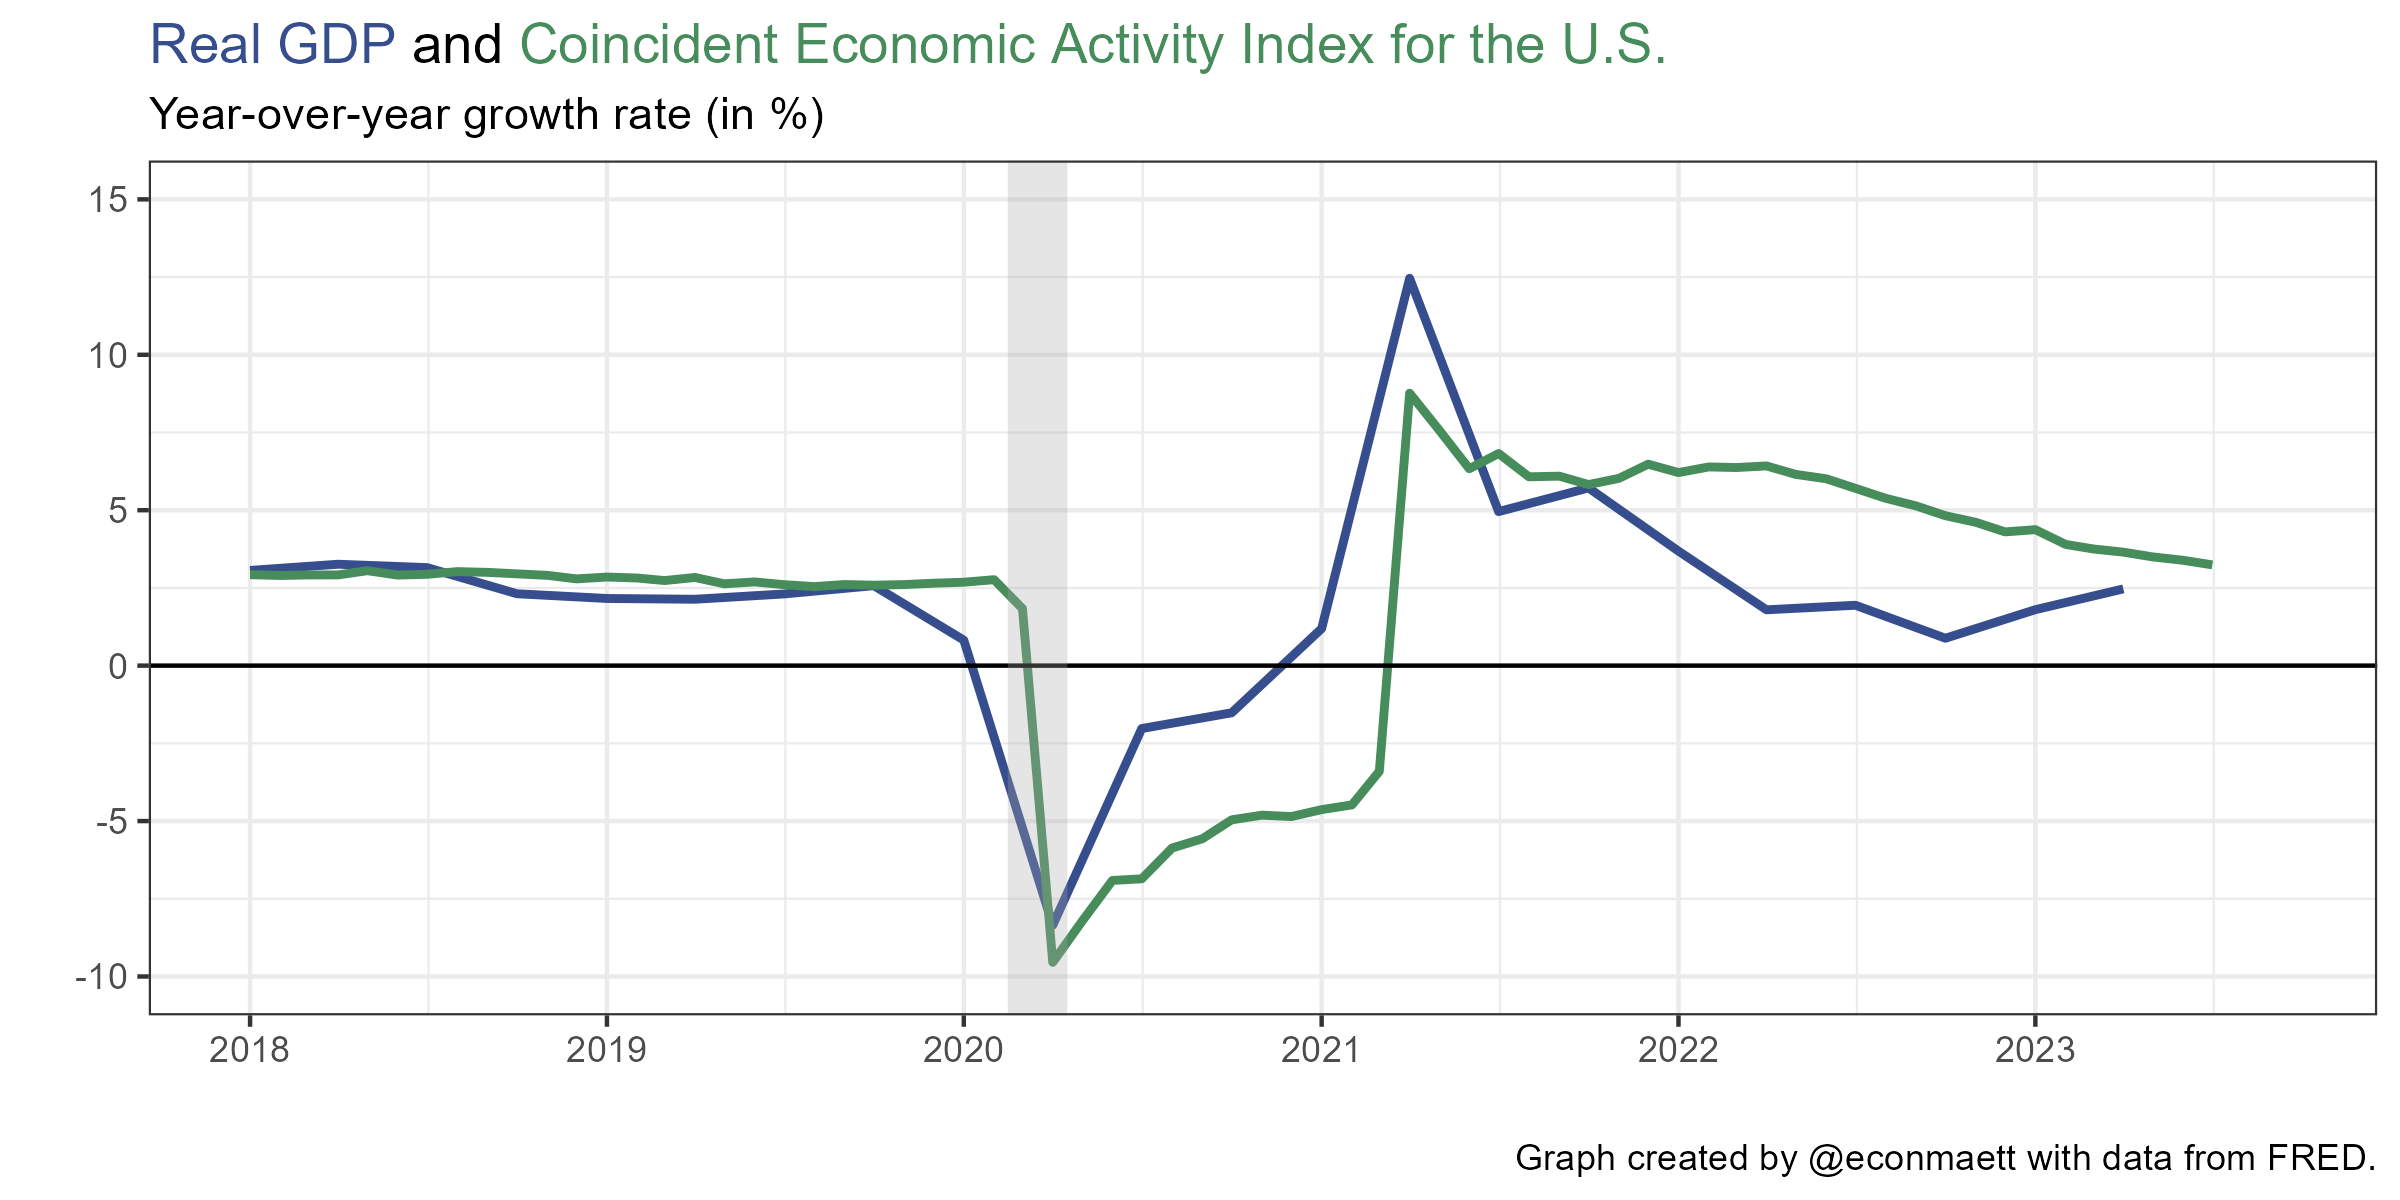 Real GDP and Coincident Economic Activity Index for the U.S.
Year-over-year growth rate (in %)
15
10
5
0
-5
-10
2018 2019 2020 2021 2022 2023
Graph created by @econmaett with data from FRED.